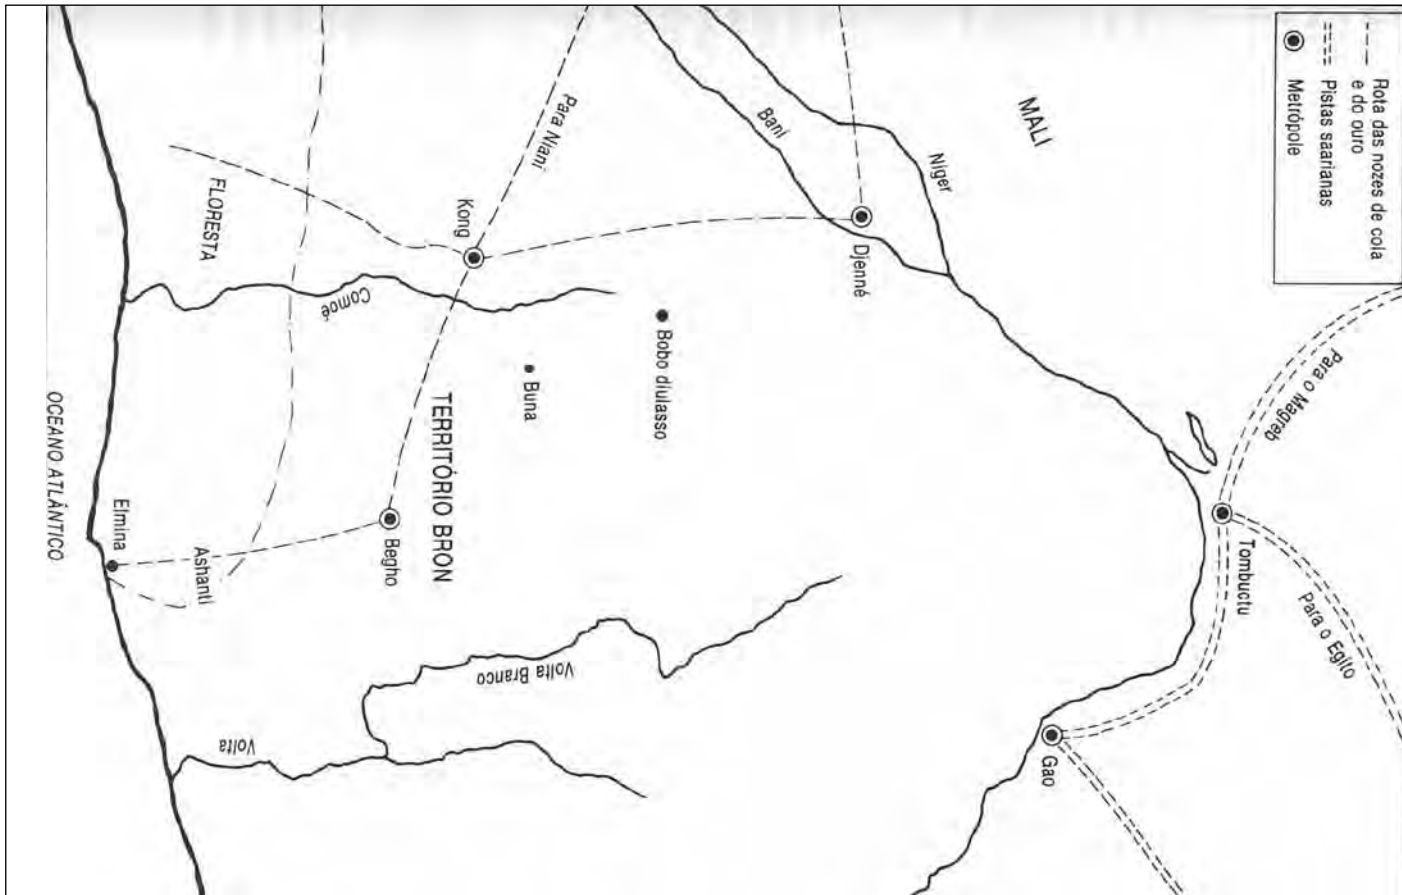 Rota das nozes de cola
e do ouro
Pistas saarianas
Metrópole
MALI
Níger
Bani
Para Niani
Djenné
Kong
FLORESTA
Comoé
Bobo diulasso
Buna
TERRITÓRIO BRON
Begho
Ashanti
Elmina
OCEANO ATLÂNTICO
Para o Magreb
Tombuctu
Para o Egito
Gao
Volta Branco
Volta